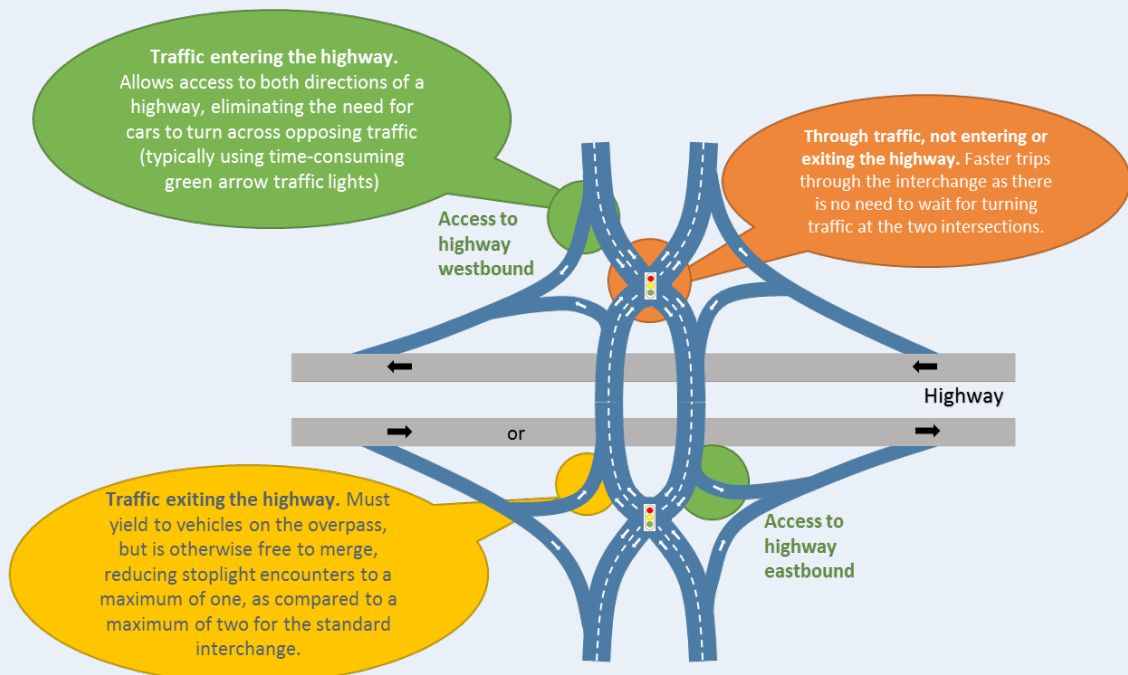 Traffic entering the highway.
Allows access to both directions of a
highway, eliminating the need for
cars to turn across opposing traffic
(typically using time-consuming
green arrow traffic lights)
Through traffic, not entering or
exiting the highway. Faster trips
through the interchange as there
is no need to wait for turning
traffic at the two intersections.
Access to
highway
westbound
Highway
or
Traffic exiting the highway. Must
yield to vehicles on the overpass,
but is otherwise free to merge,
reducing stoplight encounters to a
maximum of one, as compared to a
maximum of two for the standard
interchange.
Access to
highway
eastbound